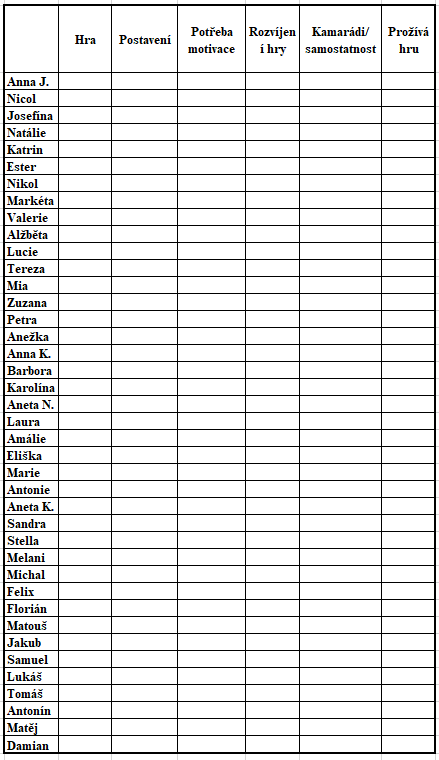 Hra Postavení Potřeba motivace Rozvíjen í hry Kamarádi/ samostatnost Prožívá hru
Anna J.
Nicol
Josefína
Natálie
Katrin
Ester
Nikol
Markéta
Valerie
Alžběta
Lucie
Tereza
Mia
Zuzana
Petra
Anežka
Anna K.
Barbora
Karolína
Aneta N.
Laura
Amálie
Eliška
Marie
Antonie
Aneta K.
Sandra
Stella
Melani
Michal
Felix
Florián
Matouš
Jakub
Samuel
Lukáš
Tomáš
Antonín
Matěj
Damian